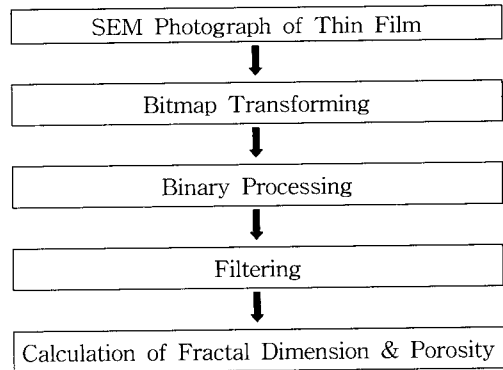 SEM Photograph of Thin Film
Bitmap Transforming
Binary Processing
Filtering
Calculation of Fractal Dimension & Porosity